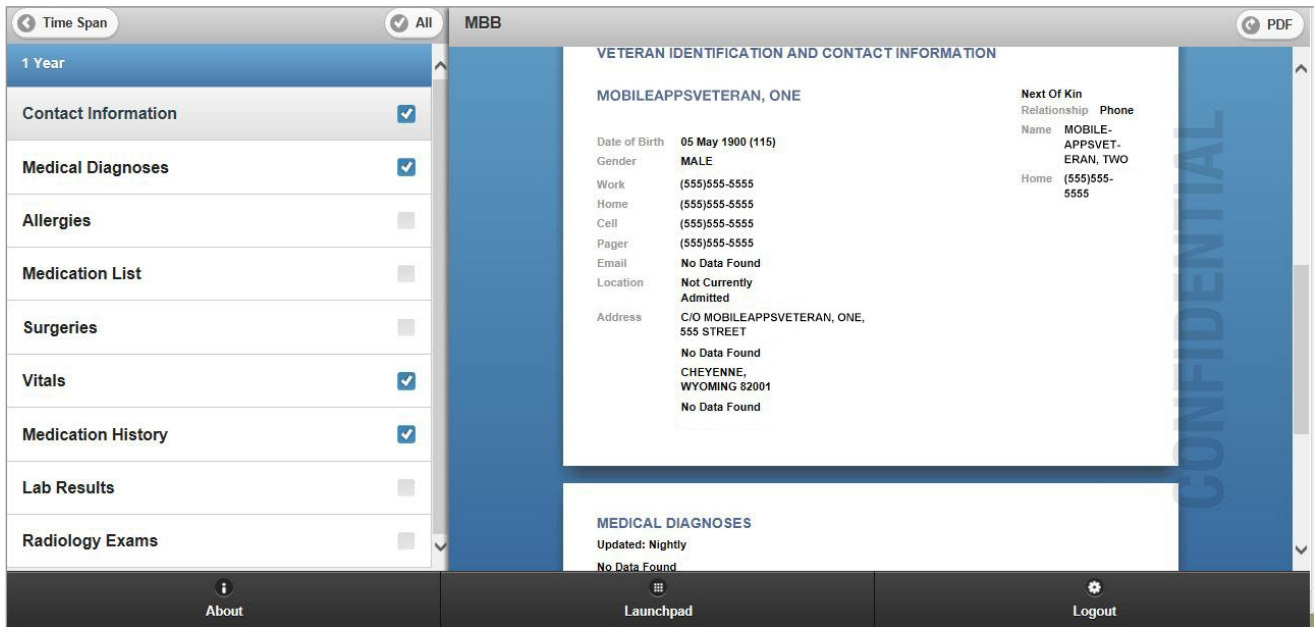 Time Span
All
1 Year
Contact Information
Medical Diagnoses
Allergies
Medication List
Surgeries
Vitals
Medication History
Lab Results
Radiology Exams
MBB
PDF
VETERAN IDENTIFICATION AND CONTACT INFORMATION
MOBILEAPPSVETERAN, ONE
Date of Birth 05 May 1900 (115)
Gender MALE
Work (555)555-5555
Home (555)555-5555
Cell (555)555-5555
Pager (555)555-5555
Email No Data Found
Location Not Currently
Admitted
Address C/O MOBILEAPPSVETERAN, ONE,
555 STREET
No Data Found
CHEYENNE,
WYOMING 82001
No Data Found
Next Of Kin
Relationship Phone
Name MOBILE-
APPSVET-
ERAN, TWO
Home (555)555-
5555
CONFIDENTIAL
MEDICAL DIAGNOSES
Updated: Nightly
No Data Found
About
Launchpad
Logout